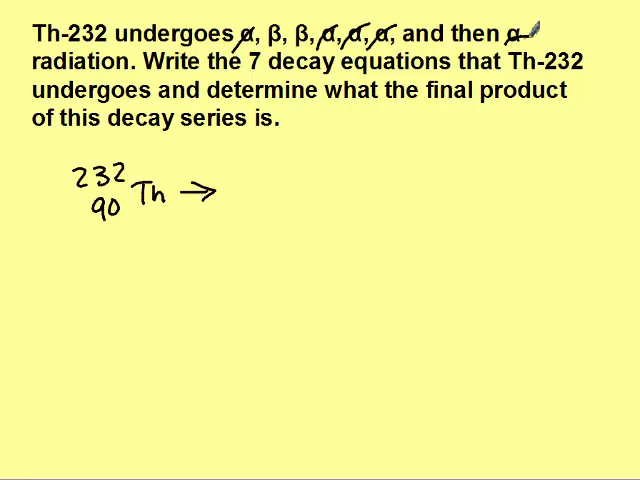 Th-232 undergoes α, β, β, α, α, α, and then α
radiation. Write the 7 decay equations that Th-232
undergoes and determine what the final product
of this decay series is.
232
90 Th →